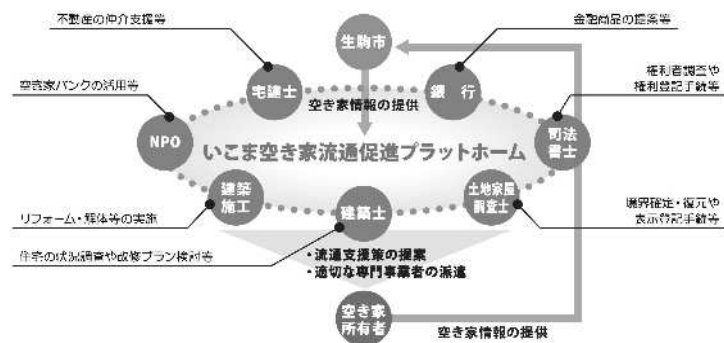 不動産の仲介支援等
生駒市
金融商品の提案等
空き家バンクの活用等
宅建士
空き家情報の提供
銀 行
権利者調査や
権利登記手続等
NPO
いこま空き家流通促進プラットホーム
司法
書士
建築
施工
建築士
土地家屋
調査士
リフォーム・解体等の実施
境界確定・復元や
表示登記手続等
住宅の状況調査や改修プラン検討等
・流通支援策の提案
・適切な専門事業者の派遣
空き家
所有者
空き家情報の提供